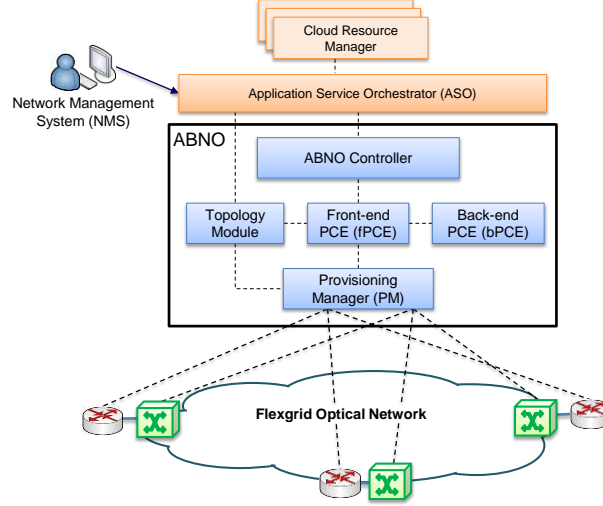 Cloud Resource
Manager
Network Management
System (NMS)
Application Service Orchestrator (ASO)
ABNO
ABNO Controller
Topology
Module
Front-end
PCE (fPCE)
Back-end
PCE (bPCE)
Provisioning
Manager (PM)
Flexgrid Optical Network